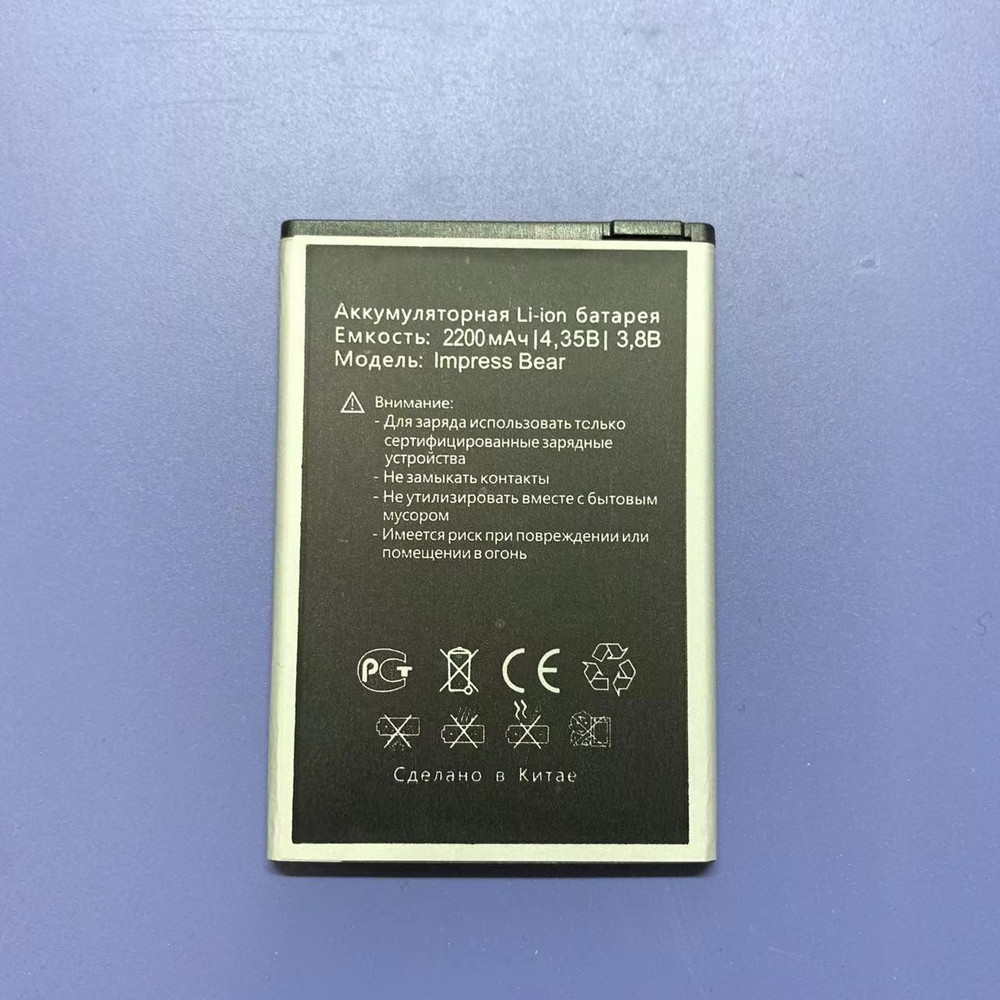 Аккумуляторная Li-ion батарея
Емкость: 2200мАч|4,35В| 3,8В
Модель: Impress Bear
Внимание:
- Для заряда использовать только
сертифицированные зарядные
устройства
- Не замыкать контакты
- Не утилизировать вместе с бытовым
мусором
- Имеется риск при повреждении или
помещении в огонь
РСТ CE
Сделано в Китае